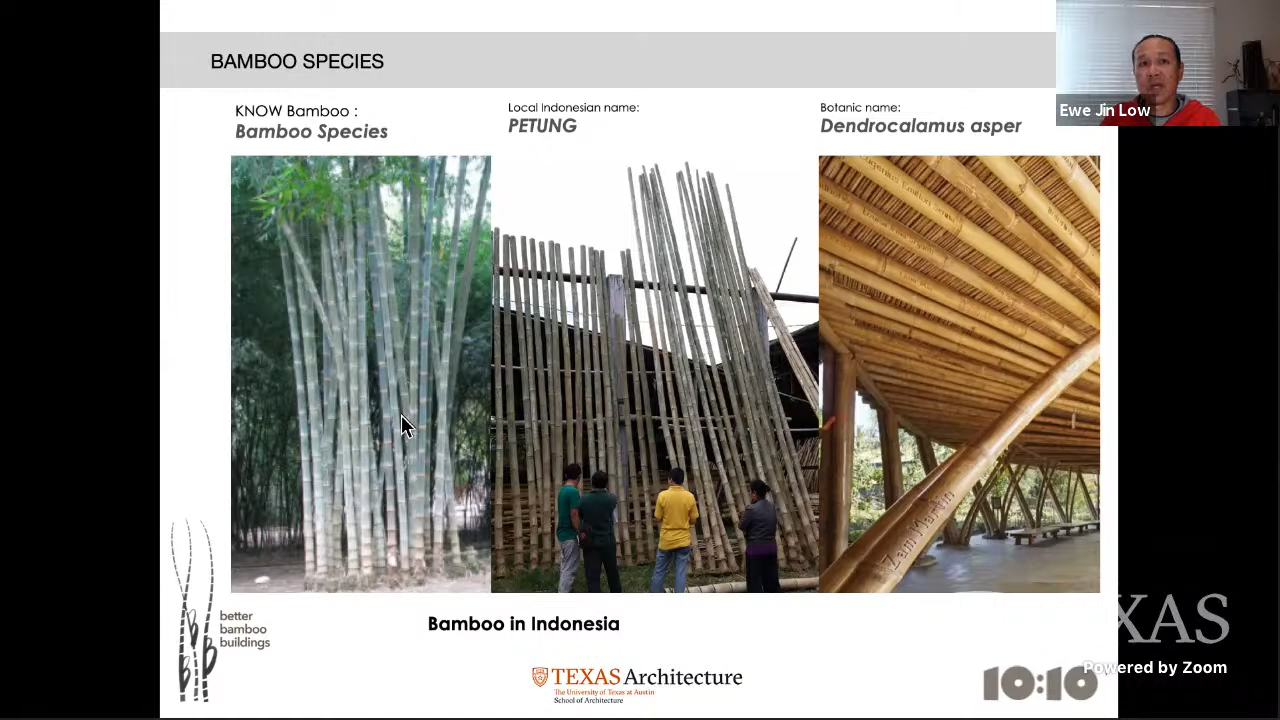 BAMBOO SPECIES
KNOW Bamboo :
Bamboo Species
Local Indonesian name:
PETUNG
Botanic name:
Dendrocalamus asper
Ewe Jin Low
Zam Martin
better
bamboo
buildings
Bamboo in Indonesia
TEXAS Architecture
The University of Texas at Austin
School of Architecture
10:10
XAS
Powered by Zoom